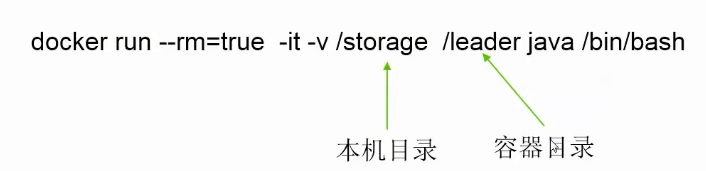 docker run --rm=true -it -v /storage /leader java /bin/bash
本机目录 容器目录